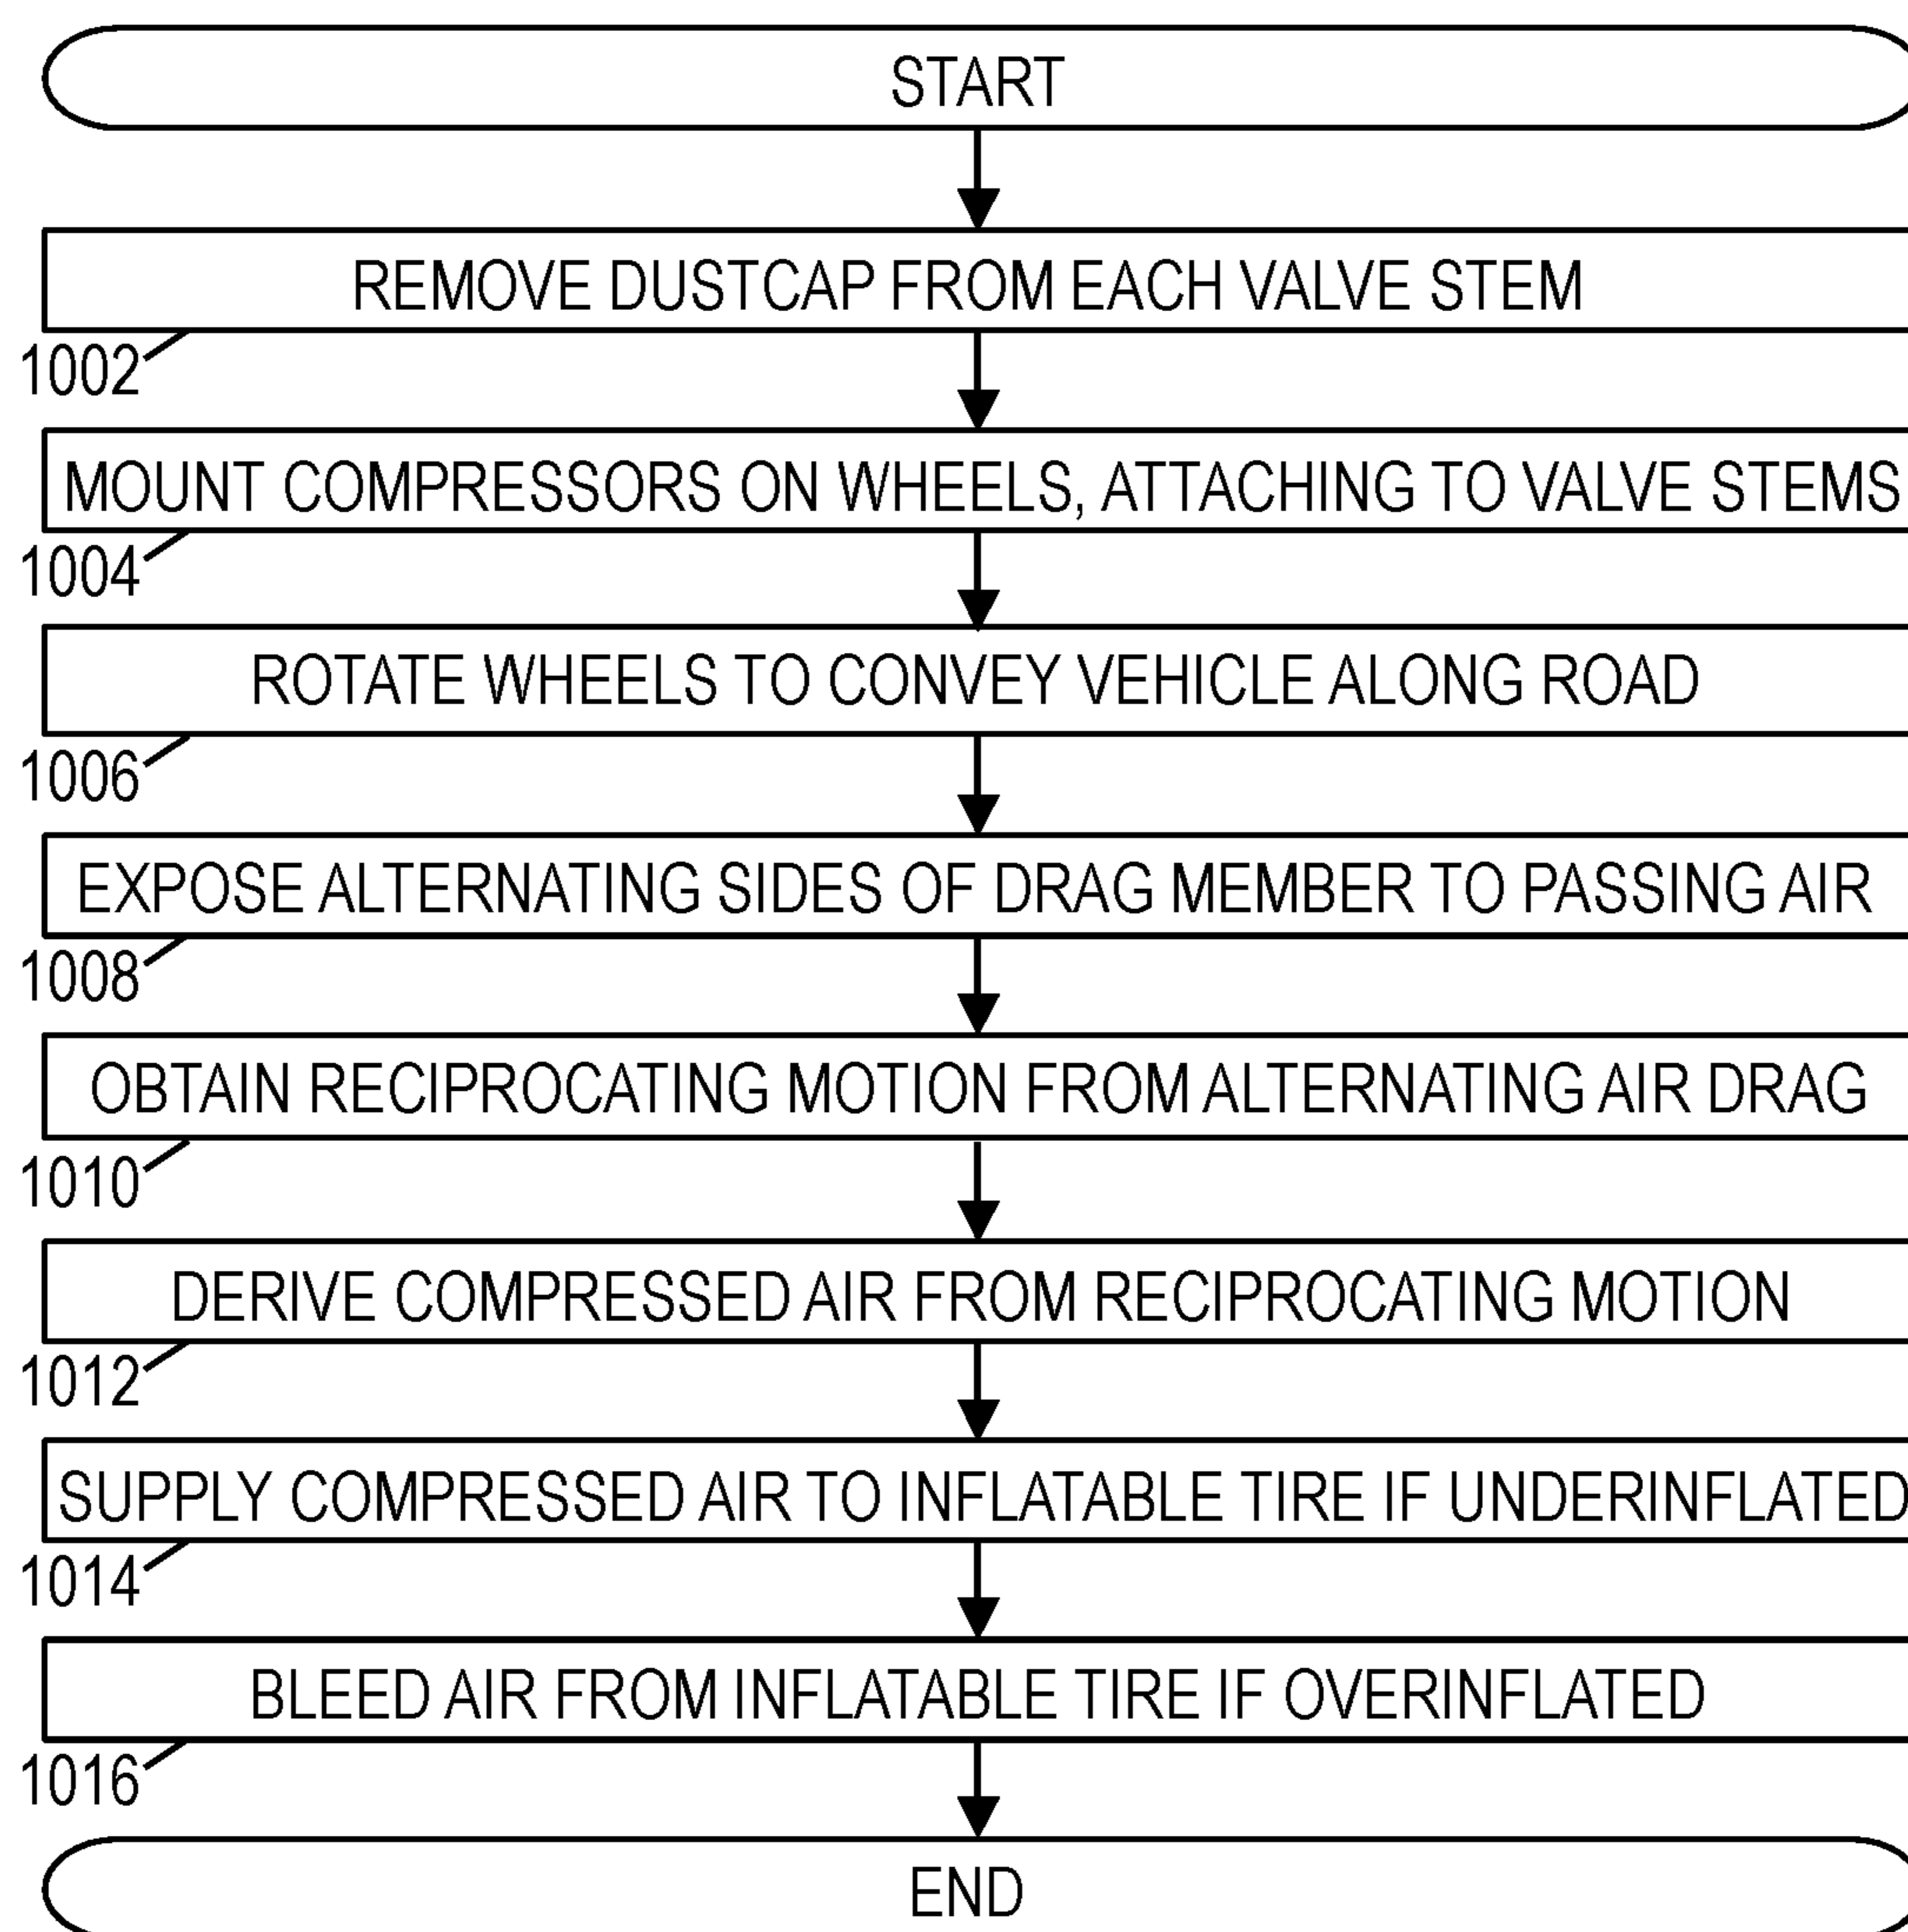 START
REMOVE DUSTCAP FROM EACH VALVE STEM
1002
MOUNT COMPRESSORS ON WHEELS, ATTACHING TO VALVE STEMS
1004
ROTATE WHEELS TO CONVEY VEHICLE ALONG ROAD
1006
EXPOSE ALTERNATING SIDES OF DRAG MEMBER TO PASSING AIR
1008
OBTAIN RECIPROCATING MOTION FROM ALTERNATING AIR DRAG
1010
DERIVE COMPRESSED AIR FROM RECIPROCATING MOTION
1012
SUPPLY COMPRESSED AIR TO INFLATABLE TIRE IF UNDERINFLATED
1014
BLEED AIR FROM INFLATABLE TIRE IF OVERINFLATED
1016
END